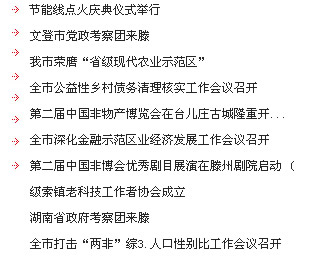 节能线点火庆典仪式举行
文登市党政考察团来滕
我市荣膺“省级现代农业示范区”
全市公益性乡村债务清理核实工作会议召开
第二届中国非物产博览会在台儿庄古城隆重开...
全市深化金融示范区业经济发展工作会议召开
第二届中国非博会优秀剧目展演在滕州剧院启动（
级索镇老科技工作者协会成立
湖南省政府考察团来滕
全市打击“两非”综3.人口性别比工作会议召开